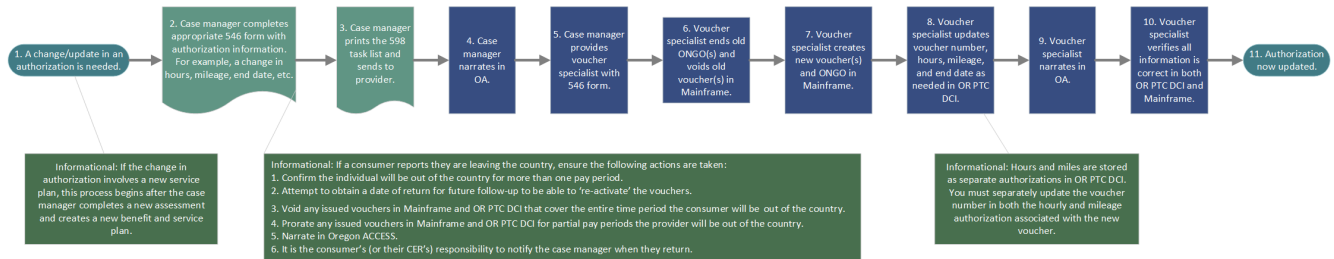 1. A change/update in an
authorization is needed.
2. Case manager completes
appropriate 546 form with
authorization information.
For example, a change in
hours, mileage, end date, etc.
3. Case manager
prints the 598
task list and
sends to
provider.
4. Case
manager
narrates in
OA.
5. Case manager
provides
voucher
specialist with
546 form.
6. Voucher
specialist ends old
ONGO(s) and
voids old
voucher(s) in
Mainframe.
7. Voucher
specialist creates
new voucher(s)
and ONGO in
Mainframe.
8. Voucher
specialist updates
voucher number,
hours, mileage,
and end date as
needed in OR PTC
DCI.
9. Voucher
specialist
narrates in OA.
10. Voucher
specialist
verifies all
information is
correct in both
OR PTC DCI and
Mainframe.
11. Authorization
now updated.
Informational: If the change in
authorization involves a new service
plan, this process begins after the case
manager completes a new assessment
and creates a new benefit and service
plan.
Informational: If a consumer reports they are leaving the country, ensure the following actions are taken:
1. Confirm the individual will be out of the country for more than one pay period.
2. Attempt to obtain a date of return for future follow-up to be able to ‘re-activate’ the vouchers.
3. Void any issued vouchers in Mainframe and OR PTC DCI that cover the entire time period the consumer will be out of the country.
4. Prorate any issued vouchers in Mainframe and OR PTC DCI for partial pay periods the provider will be out of the country.
5. Narrate in Oregon ACCESS.
6. It is the consumer’s (or their CER’s) responsibility to notify the case manager when they return.
Informational: Hours and miles are stored
as separate authorizations in OR PTC DCI.
You must separately update the voucher
number in both the hourly and mileage
authorization associated with the new
voucher.